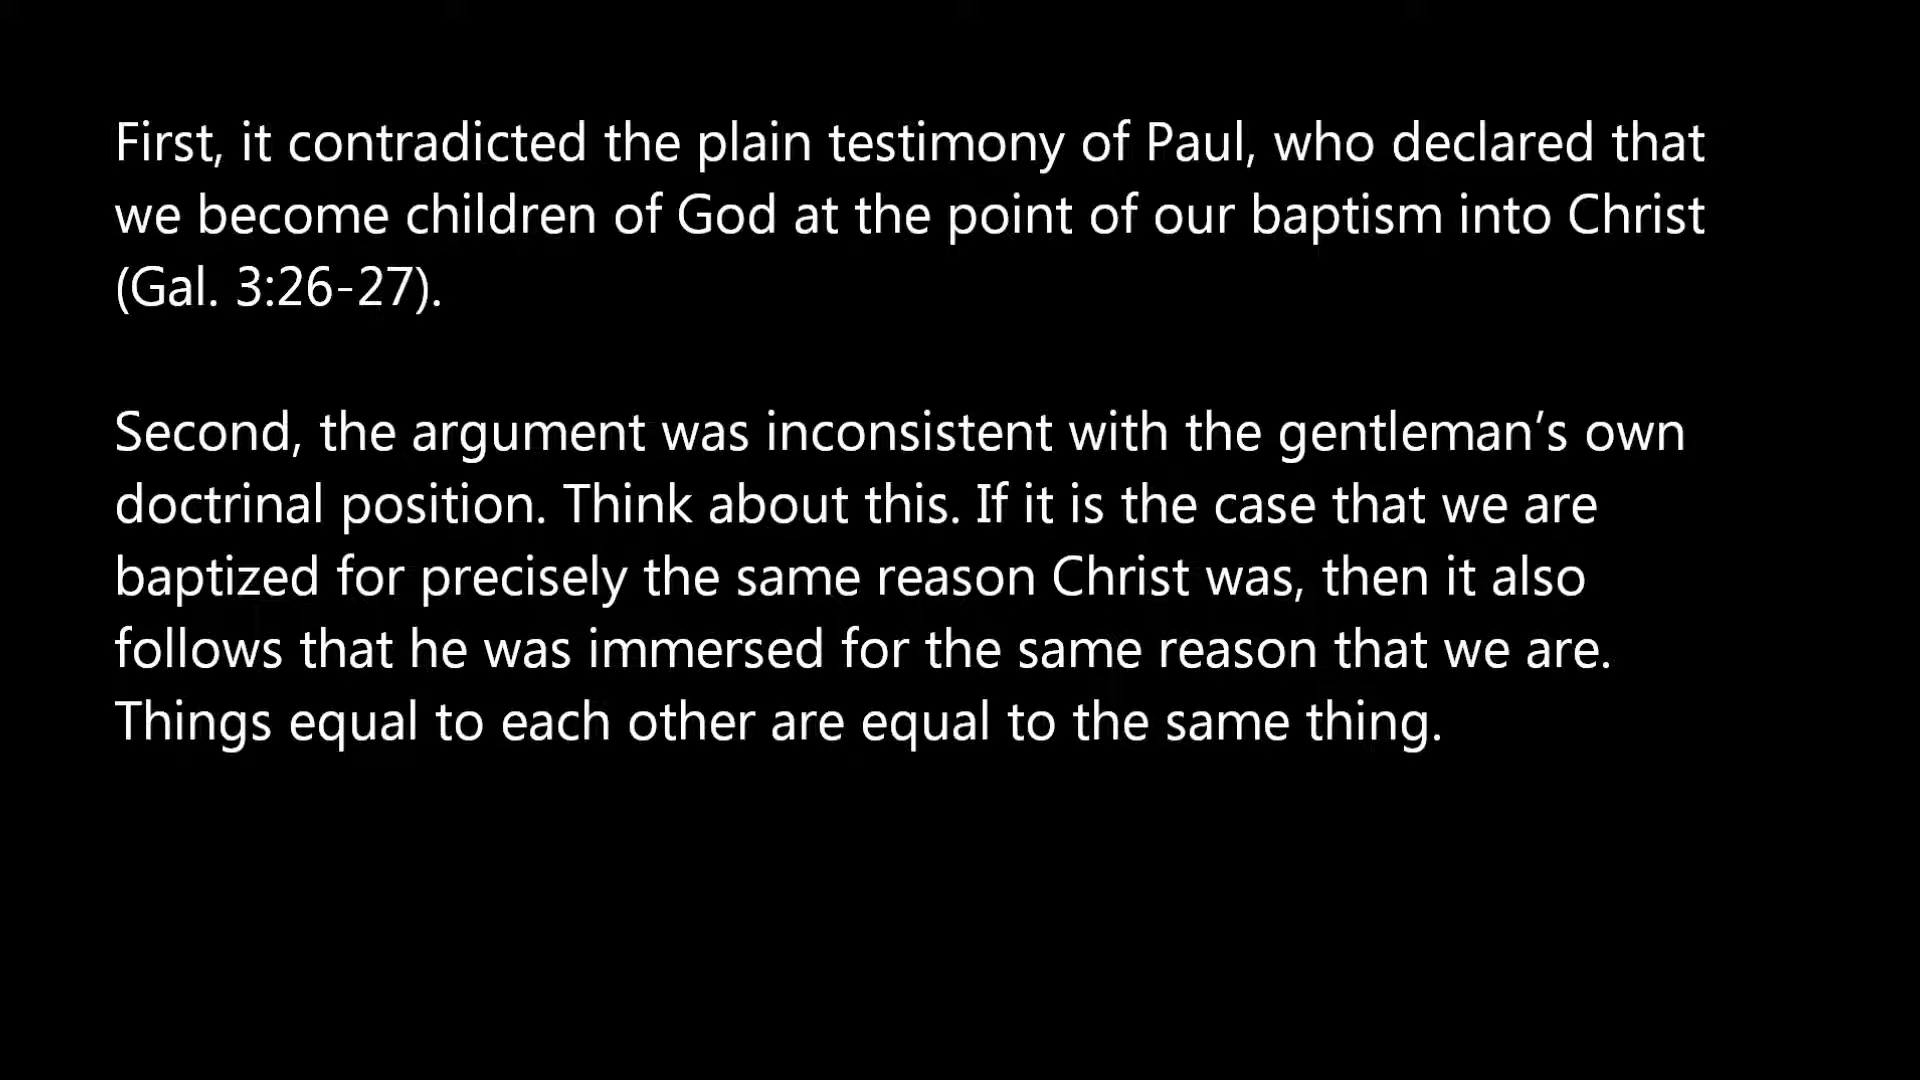 First, it contradicted the plain testimony of Paul, who declared that
we become children of God at the point of our baptism into Christ
(Gal. 3:26-27).
Second, the argument was inconsistent with the gentleman’s own
doctrinal position. Think about this. If it is the case that we are
baptized for precisely the same reason Christ was, then it also
follows that he was immersed for the same reason that we are.
Things equal to each other are equal to the same thing.